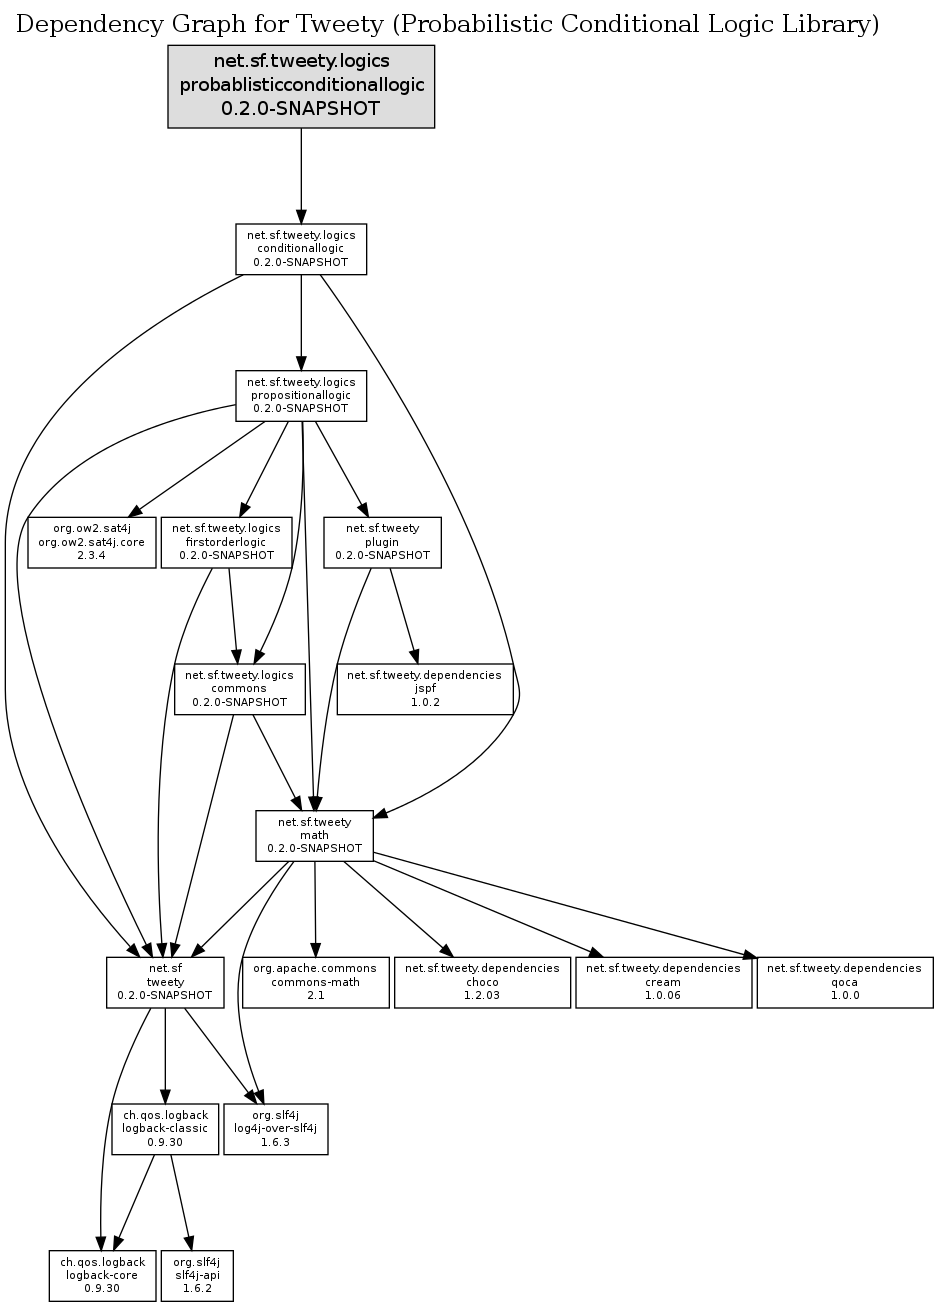 Dependency Graph for Tweety (Probabilistic Conditional Logic Library)
net.sf.tweety.logics
probablisticconditionallogic
0.2.0-SNAPSHOT
net.sf.tweety.logics
conditionallogic
0.2.0-SNAPSHOT
net.sf.tweety.logics
propositionallogic
0.2.0-SNAPSHOT
org.ow2.sat4j
org.ow2.sat4j.core
2.3.4
net.sf.tweety.logics
firstorderlogic
0.2.0-SNAPSHOT
net.sf.tweety
plugin
0.2.0-SNAPSHOT
net.sf.tweety.logics
commons
0.2.0-SNAPSHOT
net.sf.tweety.dependencies
jspf
1.0.2
net.sf.tweety
math
0.2.0-SNAPSHOT
net.sf
tweety
0.2.0-SNAPSHOT
org.apache.commons
commons-math
2.1
net.sf.tweety.dependencies
choco
1.2.03
net.sf.tweety.dependencies
cream
1.0.06
net.sf.tweety.dependencies
qoca
1.0.0
ch.qos.logback
logback-classic
0.9.30
org.slf4j
log4j-over-slf4j
1.6.3
ch.qos.logback
logback-core
0.9.30
org.slf4j
slf4j-api
1.6.2